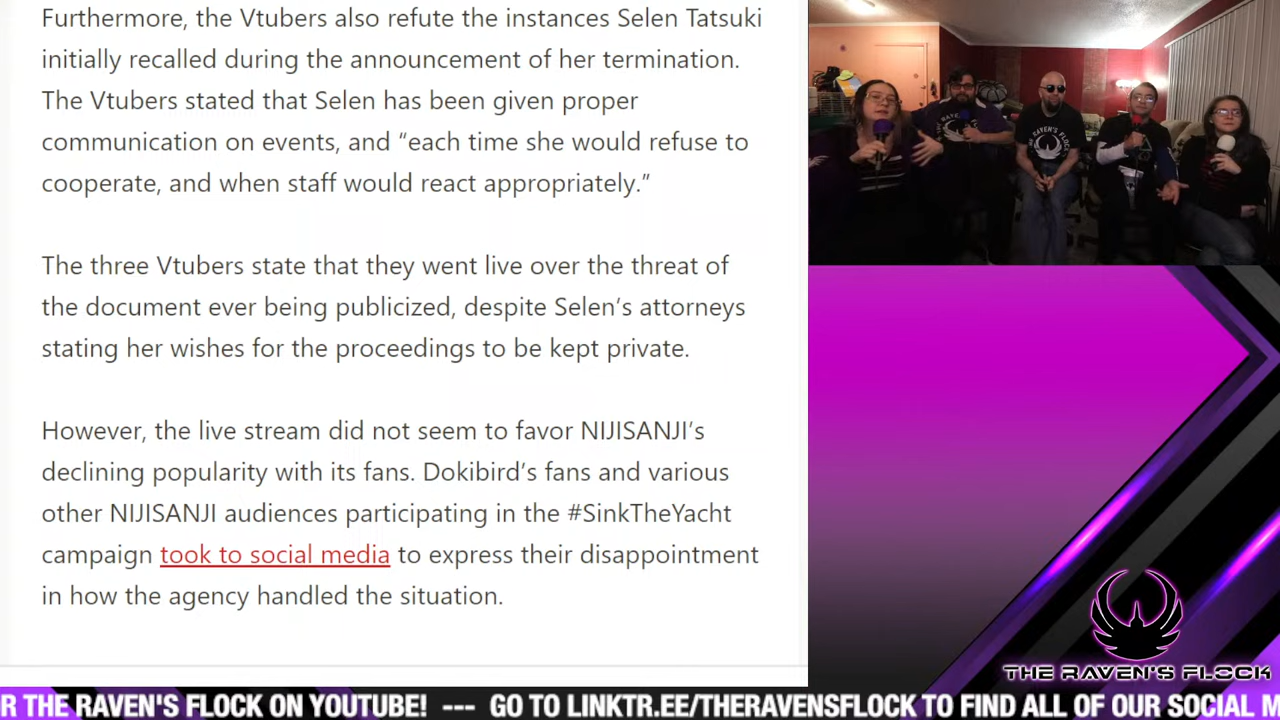 Furthermore, the Vtubers also refute the instances Selen Tatsuki
initially recalled during the announcement of her termination.
The Vtubers stated that Selen has been given proper
communication on events, and “each time she would refuse to
cooperate, and when staff would react appropriately.”
The three Vtubers state that they went live over the threat of
the document ever being publicized, despite Selen’s attorneys
stating her wishes for the proceedings to be kept private.
However, the live stream did not seem to favor NIJISANJI’s
declining popularity with its fans. Dokibird’s fans and various
other NIJISANJI audiences participating in the #SinkTheYacht
campaign took to social media to express their disappointment
in how the agency handled the situation.
THE RAVEN'S FLOCK
THE RAVEN'S FLOCK
R THE RAVEN'S FLOCK ON YOUTUBE! --- GO TO LINKTR.EE/THERAVENSFLOCK TO FIND ALL OF OUR SOCIAL M